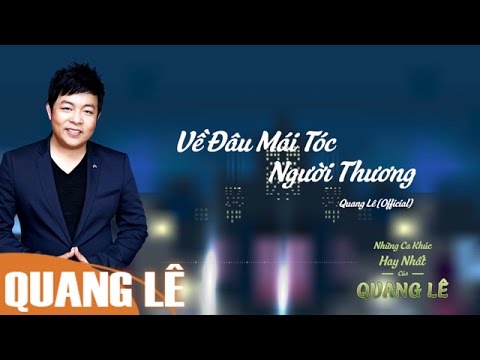 Về Đâu Mái Tóc
Người Thương
Quang Lê (Official)
Những Ca Khúc
Hay Nhất
Của
QUANG LÊ
QUANG LÊ